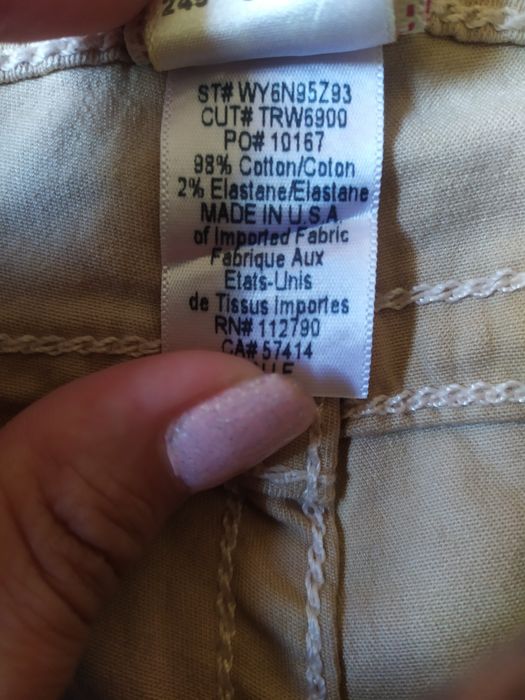 ST# WY6N95Z93
CUT# TRW6900
PO# 10167
98% Cotton/Coton
2% Elastane/Elastane
MADE IN U.S.A.
of Imported Fabric
Fabrique Aux
Etats-Unis
de Tissus Importes
RN# 112790
CA# 57414